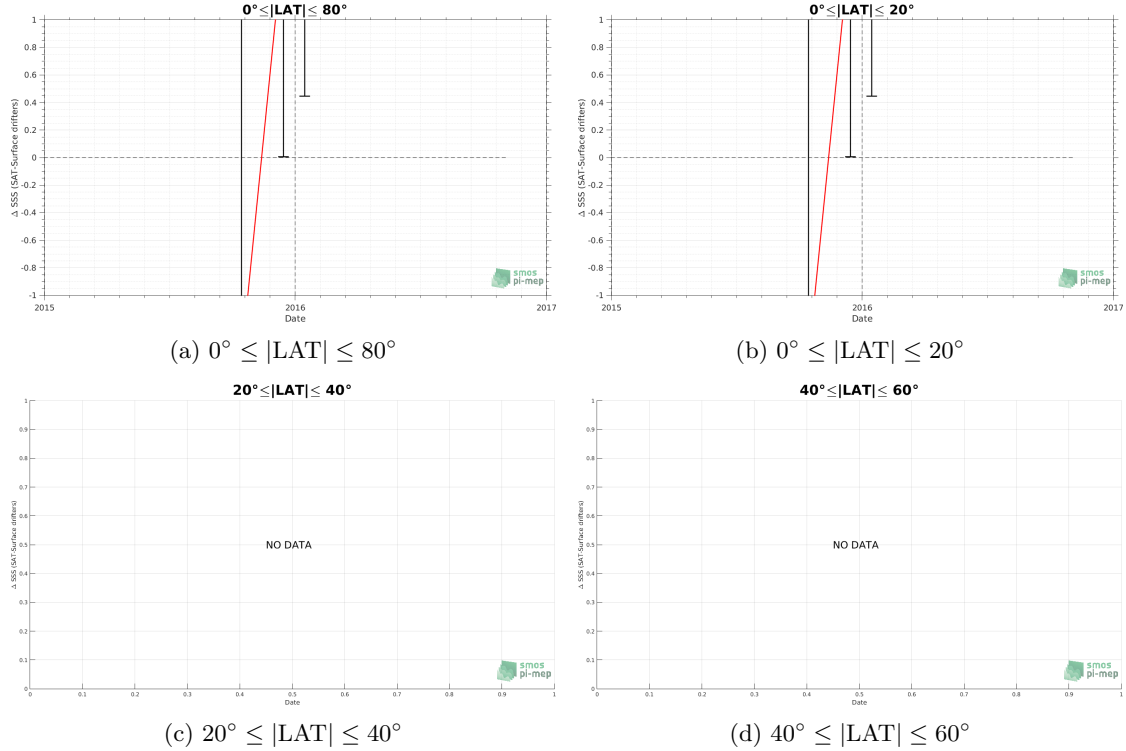 0°≤|LAT|≤ 80°
Δ SSS (SAT-Surface drifters)
1
0.8
0.6
0.4
0.2
0
-0.2
-0.4
-0.6
-0.8
-1
2015
2016
2017
Date
smos
pi-mep
(a) 0° ≤ |LAT| ≤ 80°
0°≤|LAT|≤ 20°
Δ SSS (SAT-Surface drifters)
1
0.8
0.6
0.4
0.2
0
-0.2
-0.4
-0.6
-0.8
-1
2015
2016
2017
Date
smos
pi-mep
(b) 0° ≤ |LAT| ≤ 20°
20°≤|LAT|≤ 40°
Δ SSS (SAT-Surface drifters)
1
0.9
0.8
0.7
0.6
0.5
0.4
0.3
0.2
0.1
0
NO DATA
0 0.1 0.2 0.3 0.4 0.5 0.6 0.7 0.8 0.9 1
Date
smos
pi-mep
(c) 20° ≤ |LAT| ≤ 40°
40°≤|LAT|≤ 60°
Δ SSS (SAT-Surface drifters)
1
0.9
0.8
0.7
0.6
0.5
0.4
0.3
0.2
0.1
0
NO DATA
0 0.1 0.2 0.3 0.4 0.5 0.6 0.7 0.8 0.9 1
Date
smos
pi-mep
(d) 40° ≤ |LAT| ≤ 60°